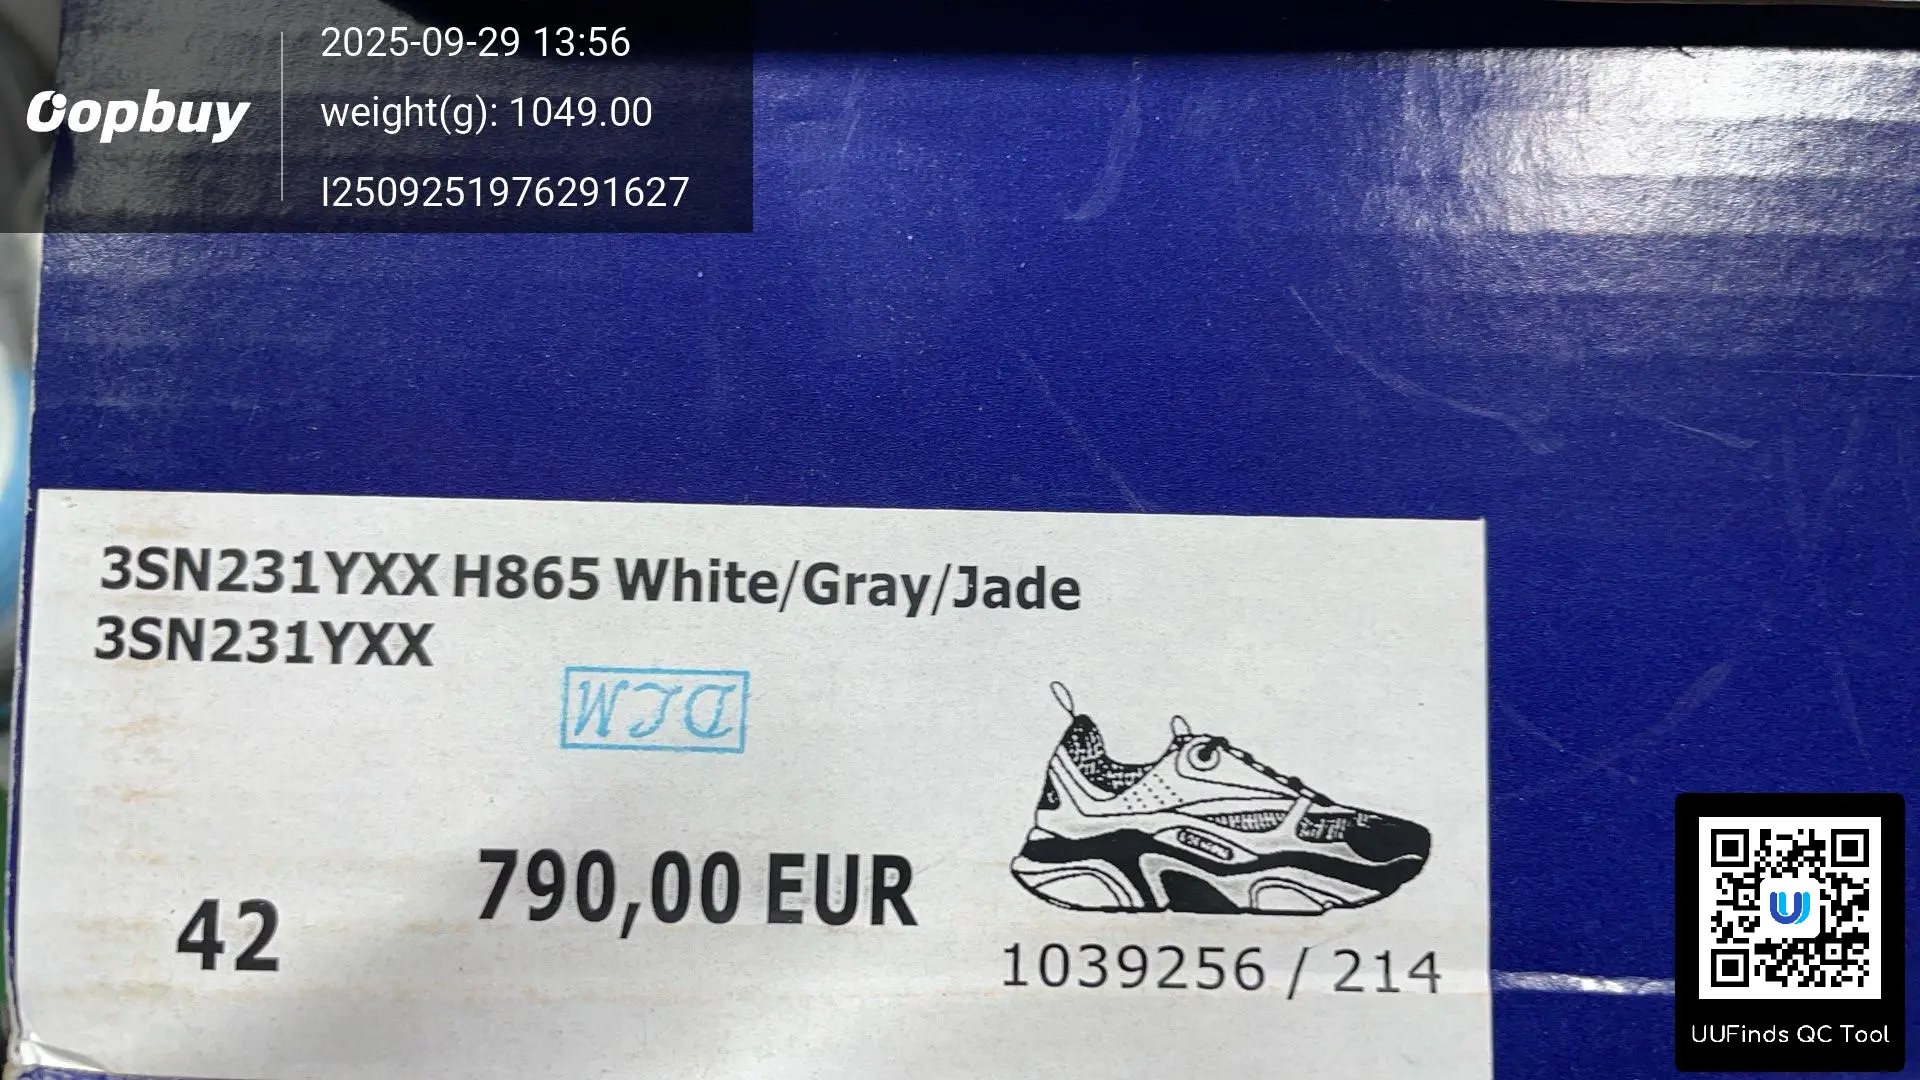 Oopbuy
2025-09-29 13:56
weight(g): 1049.00
I2509251976291627
3SN231YXX H865 White/Gray/Jade
3SN231YXX
DCM
790,00 EUR
42
1039256 / 214
UUFinds QC Tool